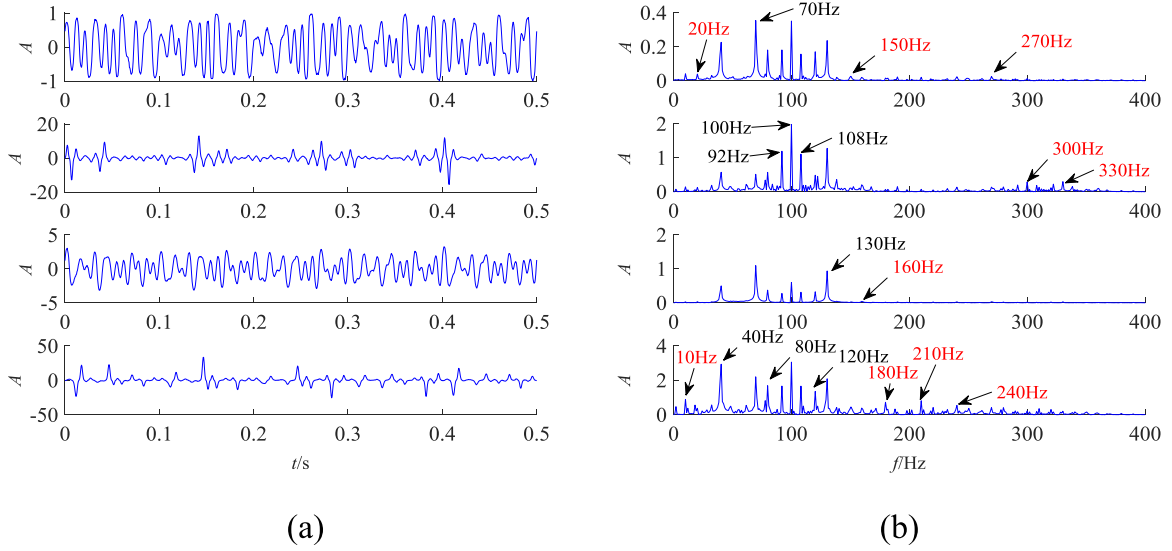 1
0
-1
A
0 0.1 0.2 0.3 0.4 0.5
20
0
-20
A
0 0.1 0.2 0.3 0.4 0.5
5
0
-5
A
0 0.1 0.2 0.3 0.4 0.5
50
0
-50
A
0 0.1 0.2 0.3 0.4 0.5
t/s
(a)
0.4
0.2
0
A
20Hz
70Hz
150Hz
270Hz
0 100 200 300 400
2
1
0
A
100Hz
92Hz
108Hz
300Hz
330Hz
0 100 200 300 400
2
1
0
A
130Hz
160Hz
0 100 200 300 400
4
2
0
A
10Hz
40Hz
80Hz
120Hz
180Hz
210Hz
240Hz
0 100 200 300 400
f/Hz
(b)